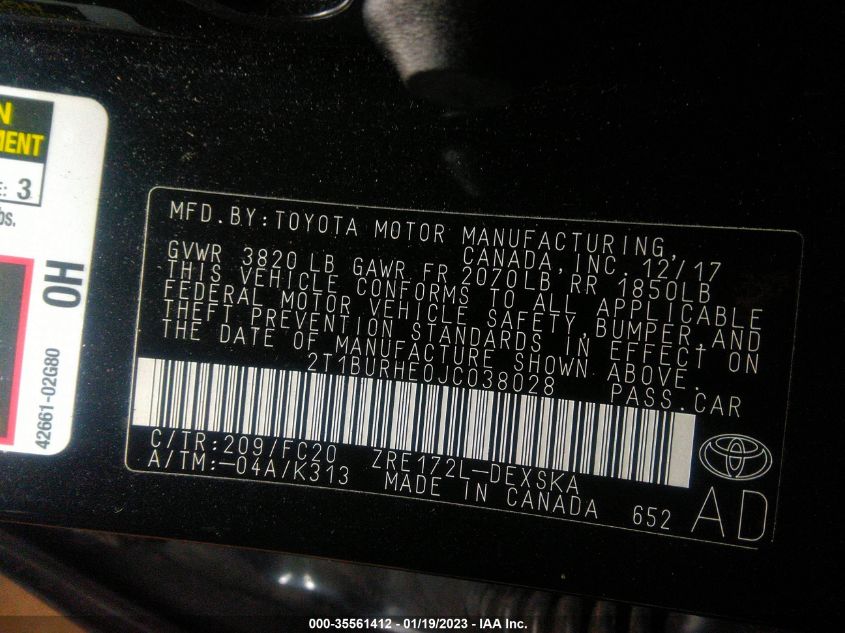 N
MENT
E: 3
bs.
OH
42661-02G80
MFD.BY:TOYOTA MOTOR MANUFACTURING,
CANADA,INC. 12/17
GVWR 3820 LB GAWR FR 2070LB RR 1850LB
THIS VEHICLE CONFORMS TO ALL APPLICABLE
FEDERAL MOTOR VEHICLE SAFETY,BUMPER,AND
THEFT PREVENTION STANDARDS IN EFFECT ON
THE DATE OF MANUFACTURE SHOWN ABOVE.
2T1BURHE0JC038028 PASS.CAR
C/TR:209/FC20 ZRE172L-DEXSKA
A/TM:-04A/K313 MADE IN CANADA 652
AD
000-35561412 - 01/19/2023 - IAA Inc.